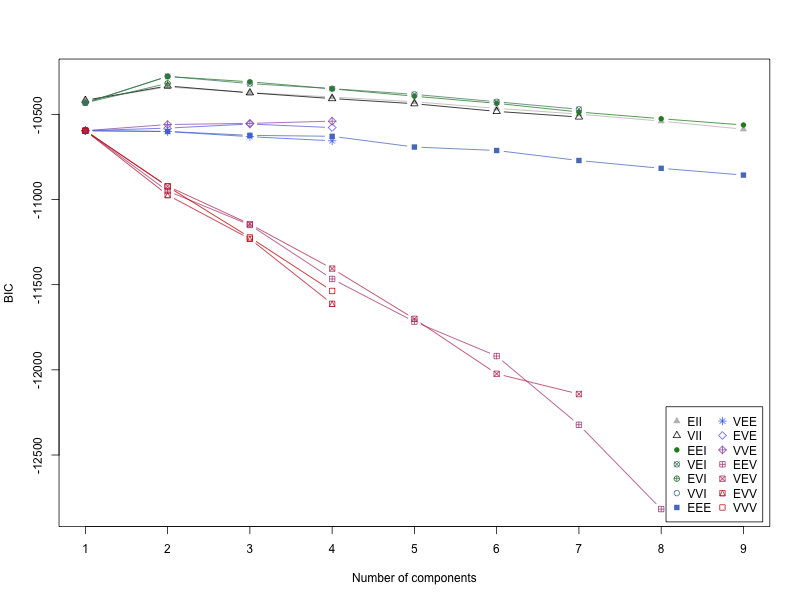 BIC
-10500
-11000
-11500
-12000
-12500
1 2 3 4 5 6 7 8 9
Number of components
EII VEE
VII EVE
EEI VVE
VEI EEV
EVI VEV
VVI EVV
EEE VVV